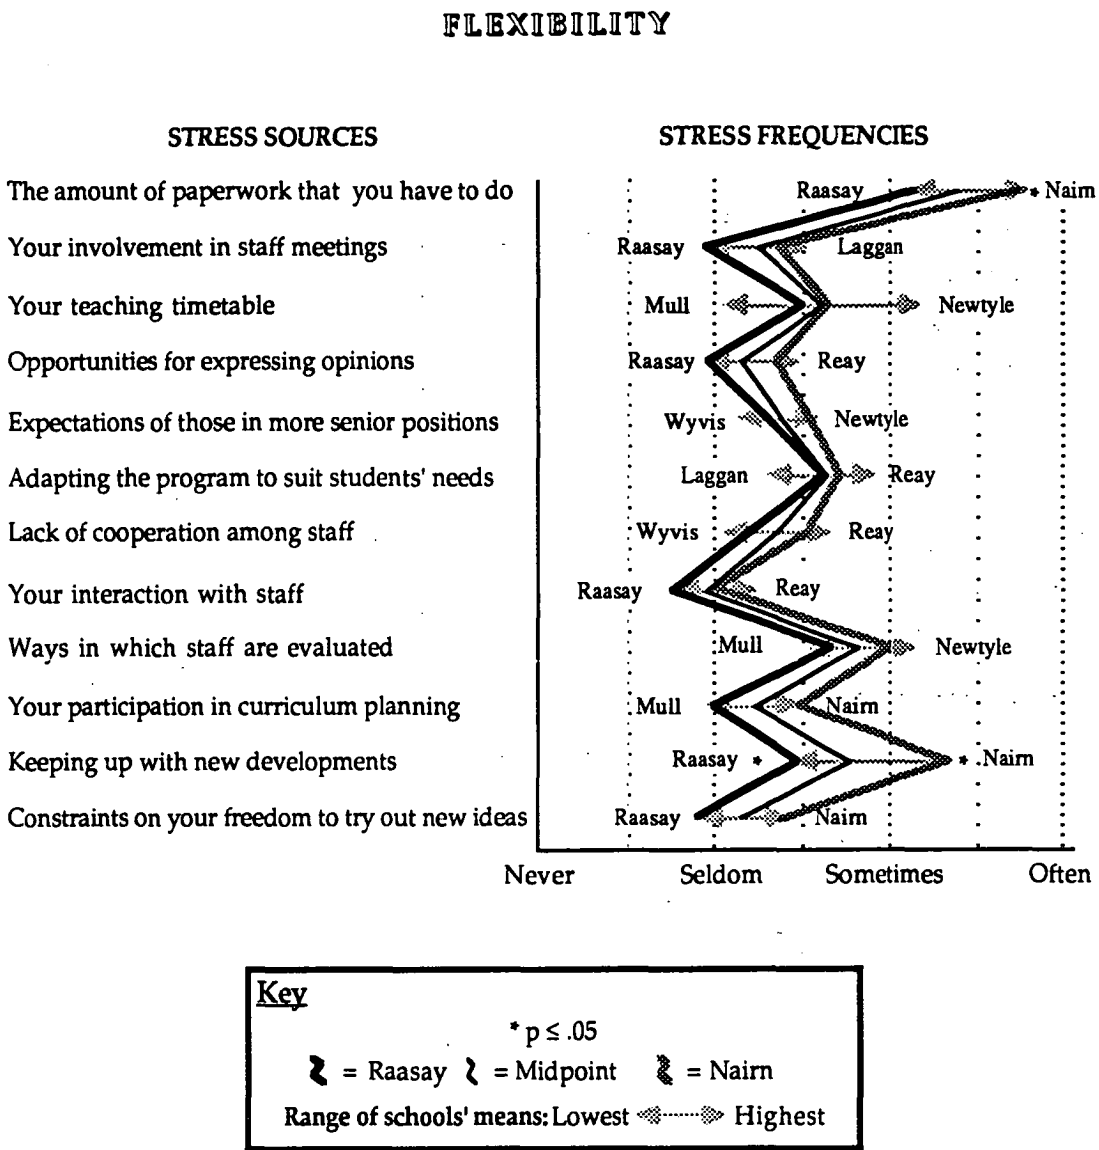 FLEXIBILITY
STRESS SOURCES STRESS FREQUENCIES
The amount of paperwork that you have to do Raasay * Nairn
Your involvement in staff meetings Raasay Laggan
Your teaching timetable Mull Newtyle
Opportunities for expressing opinions Raasay Reay
Expectations of those in more senior positions Wyvis Newtyle
Adapting the program to suit students' needs Laggan Reay
Lack of cooperation among staff Wyvis Reay
Your interaction with staff Raasay Reay
Ways in which staff are evaluated Mull Newtyle
Your participation in curriculum planning Mull Nairn
Keeping up with new developments Raasay * * Nairn
Constraints on your freedom to try out new ideas Raasay Nairn
Never Seldom Sometimes Often
Key
* p ≤ .05
= Raasay = Midpoint = Nairn
Range of schools' means: Lowest Highest